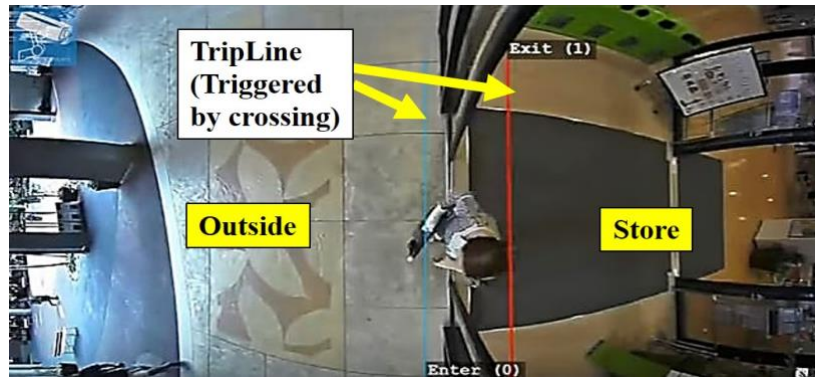 TripLine
(Triggered
by crossing)
Exit (1)
Outside
Store
Enter (0)